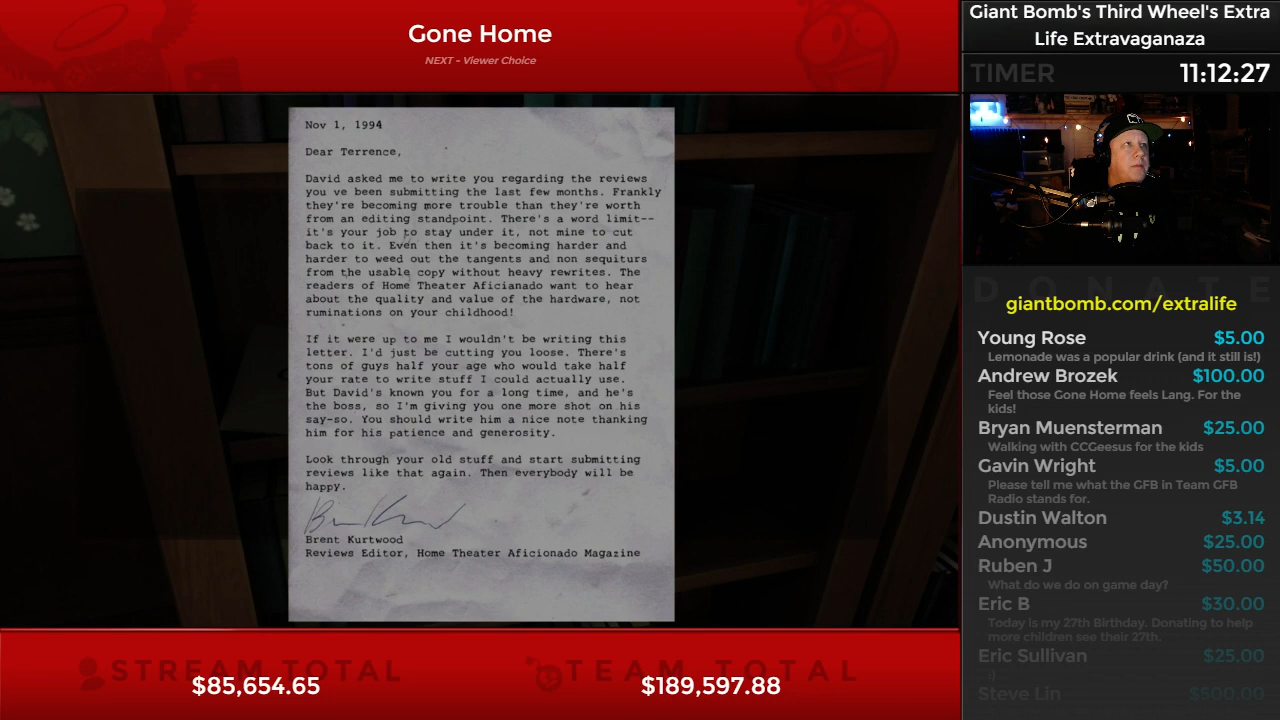 Gone Home
NEXT - Viewer Choice
Giant Bomb's Third Wheel's Extra
Life Extravaganaza
TIMER
11:12:27
Nov 1, 1994
Dear Terrence,
David asked me to write you regarding the reviews
you ve been submitting the last few months. Frankly
they're becoming more trouble than they're worth
from an editing standpoint. There's a word limit--
it's your job to stay under it, not mine to cut
back to it. Even then it's becoming harder and
harder to weed out the tangents and non sequiturs
from the usable copy without heavy rewrites. The
readers of Home Theater Aficianado want to hear
about the quality and value of the hardware, not
ruminations on your childhood!
If it were up to me I wouldn't be writing this
letter. I'd just be cutting you loose. There's
tons of guys half your age who would take half
your rate to write stuff I could actually use.
But David's known you for a long time, and he's
the boss, so I'm giving you one more shot on his
say-so. You should write him a nice note thanking
him for his patience and generosity.
Look through your old stuff and start submitting
reviews like that again. Then everybody will be
happy.
Brent Kurtwood
Reviews Editor, Home Theater Aficionado Magazine
DONATE
giantbomb.com/extralife
Young Rose $5.00
Lemonade was a popular drink (and it still is!)
Andrew Brozek $100.00
Feel those Gone Home feels Lang. For the
kids!
Bryan Muensterman $25.00
Walking with CCGeesus for the kids
Gavin Wright $5.00
Please tell me what the GFB in Team GFB
Radio stands for.
Dustin Walton $3.14
Anonymous $25.00
Ruben J $50.00
What do we do on game day?
Eric B $30.00
Today is my 27th Birthday. Donating to help
more children see their 27th.
Eric Sullivan $25.00
:)
Steve Lin $500.00
STREAM TOTAL
$85,654.65
TEAM TOTAL
$189,597.88